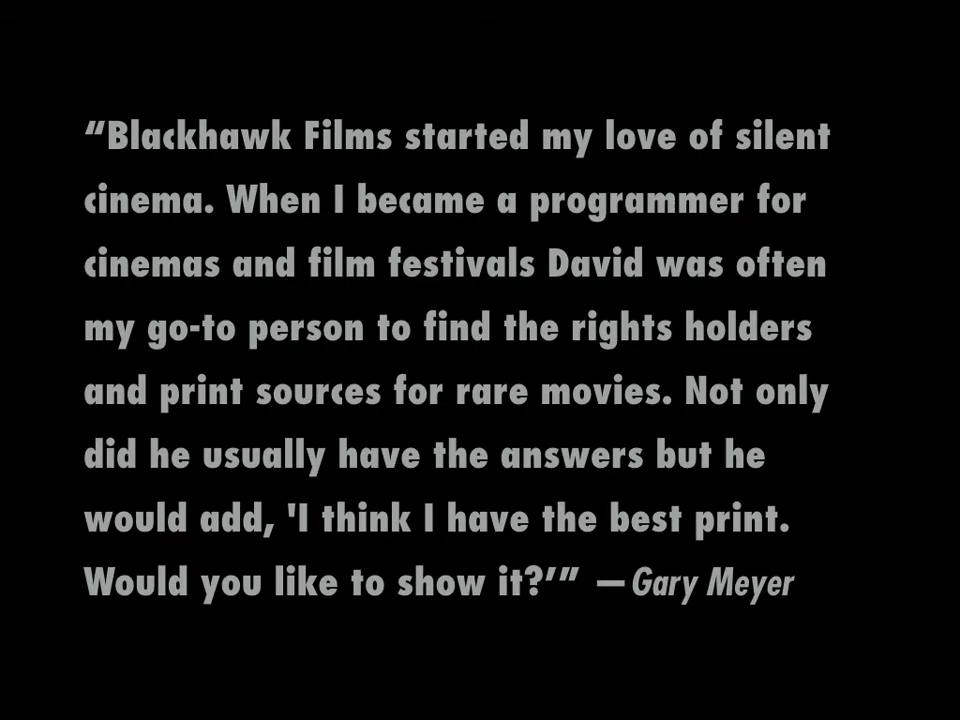 “Blackhawk Films started my love of silent
cinema. When I became a programmer for
cinemas and film festivals David was often
my go-to person to find the rights holders
and print sources for rare movies. Not only
did he usually have the answers but he
would add, 'I think I have the best print.
Would you like to show it?’” —Gary Meyer